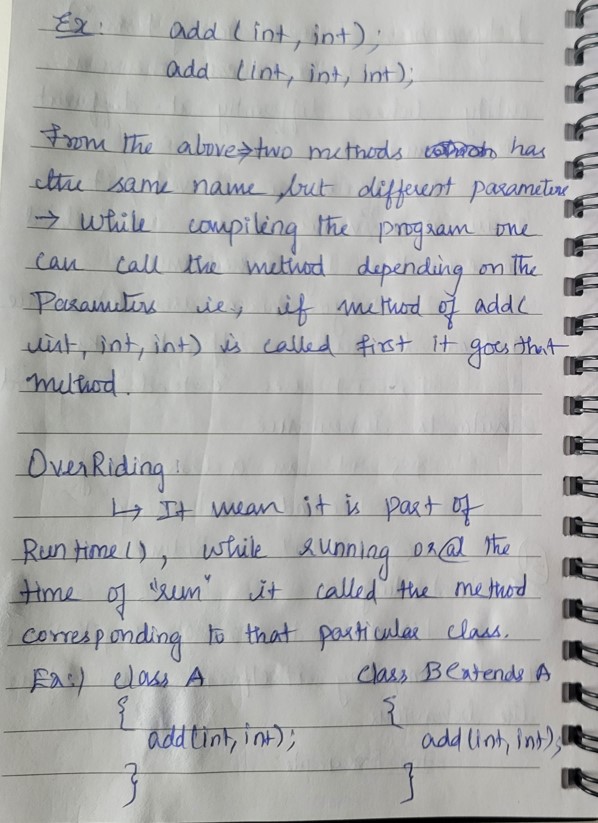 Ex: add (int, int);
add (int, int, int);
From the above→two methods has
the same name, but different parameters
→ While compiling the program one
can call the method depending on the
Parameters ie., if method of add(
int, int, int) is called first it goes that
method.
OverRiding:
↳ It mean it is part of
Runtime(), while running or@ the
time of "run" it called the method
corresponding to that particular class.
Ex:) class A class B extends A
{ {
add(int, int); add(int, int);
} }